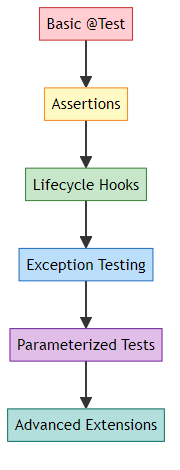 Basic @Test
Assertions
Lifecycle Hooks
Exception Testing
Parameterized Tests
Advanced Extensions